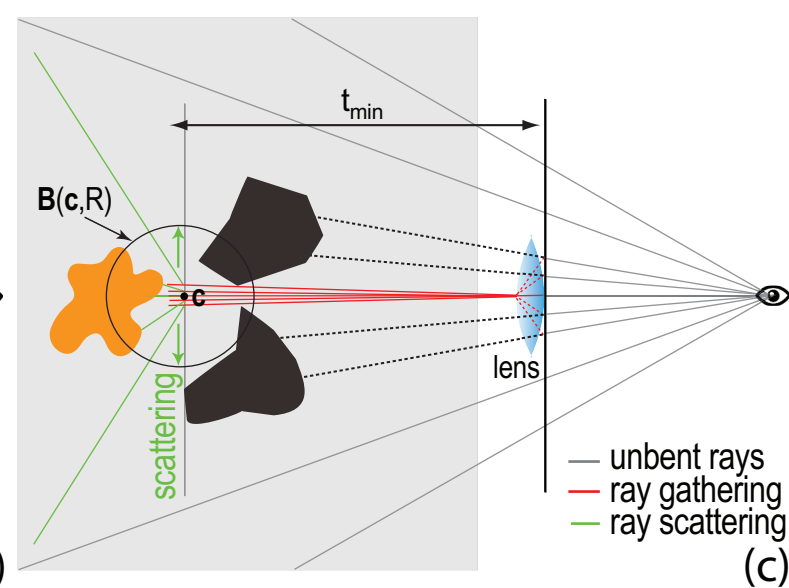 t_min
B(c,R)
c
scattering
lens
unbent rays
ray gathering
ray scattering
)
(c)